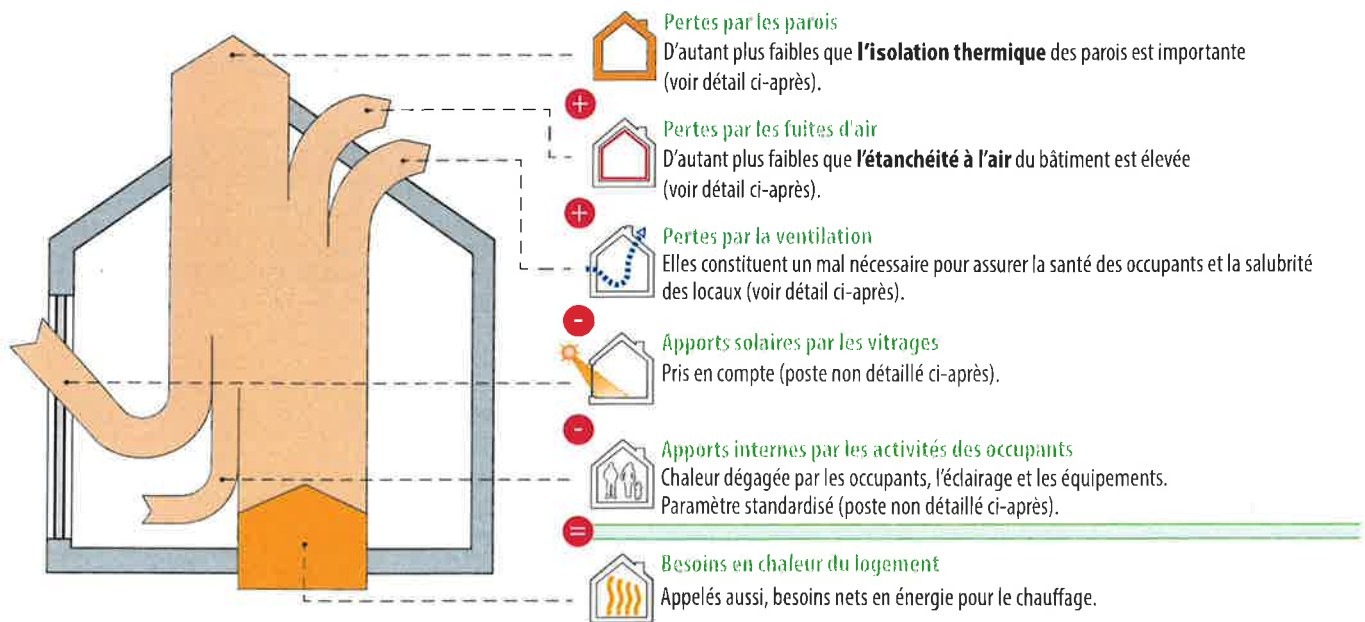 Pertes par les parois
D'autant plus faibles que l'isolation thermique des parois est importante
(voir détail ci-après).
+
Pertes par les fuites d'air
D'autant plus faibles que l'étanchéité à l'air du bâtiment est élevée
(voir détail ci-après).
+
Pertes par la ventilation
Elles constituent un mal nécessaire pour assurer la santé des occupants et la salubrité
des locaux (voir détail ci-après).
-
Apports solaires par les vitrages
Pris en compte (poste non détaillé ci-après).
-
Apports internes par les activités des occupants
Chaleur dégagée par les occupants, l'éclairage et les équipements.
Paramètre standardisé (poste non détaillé ci-après).
=
Besoins en chaleur du logement
Appelés aussi, besoins nets en énergie pour le chauffage.